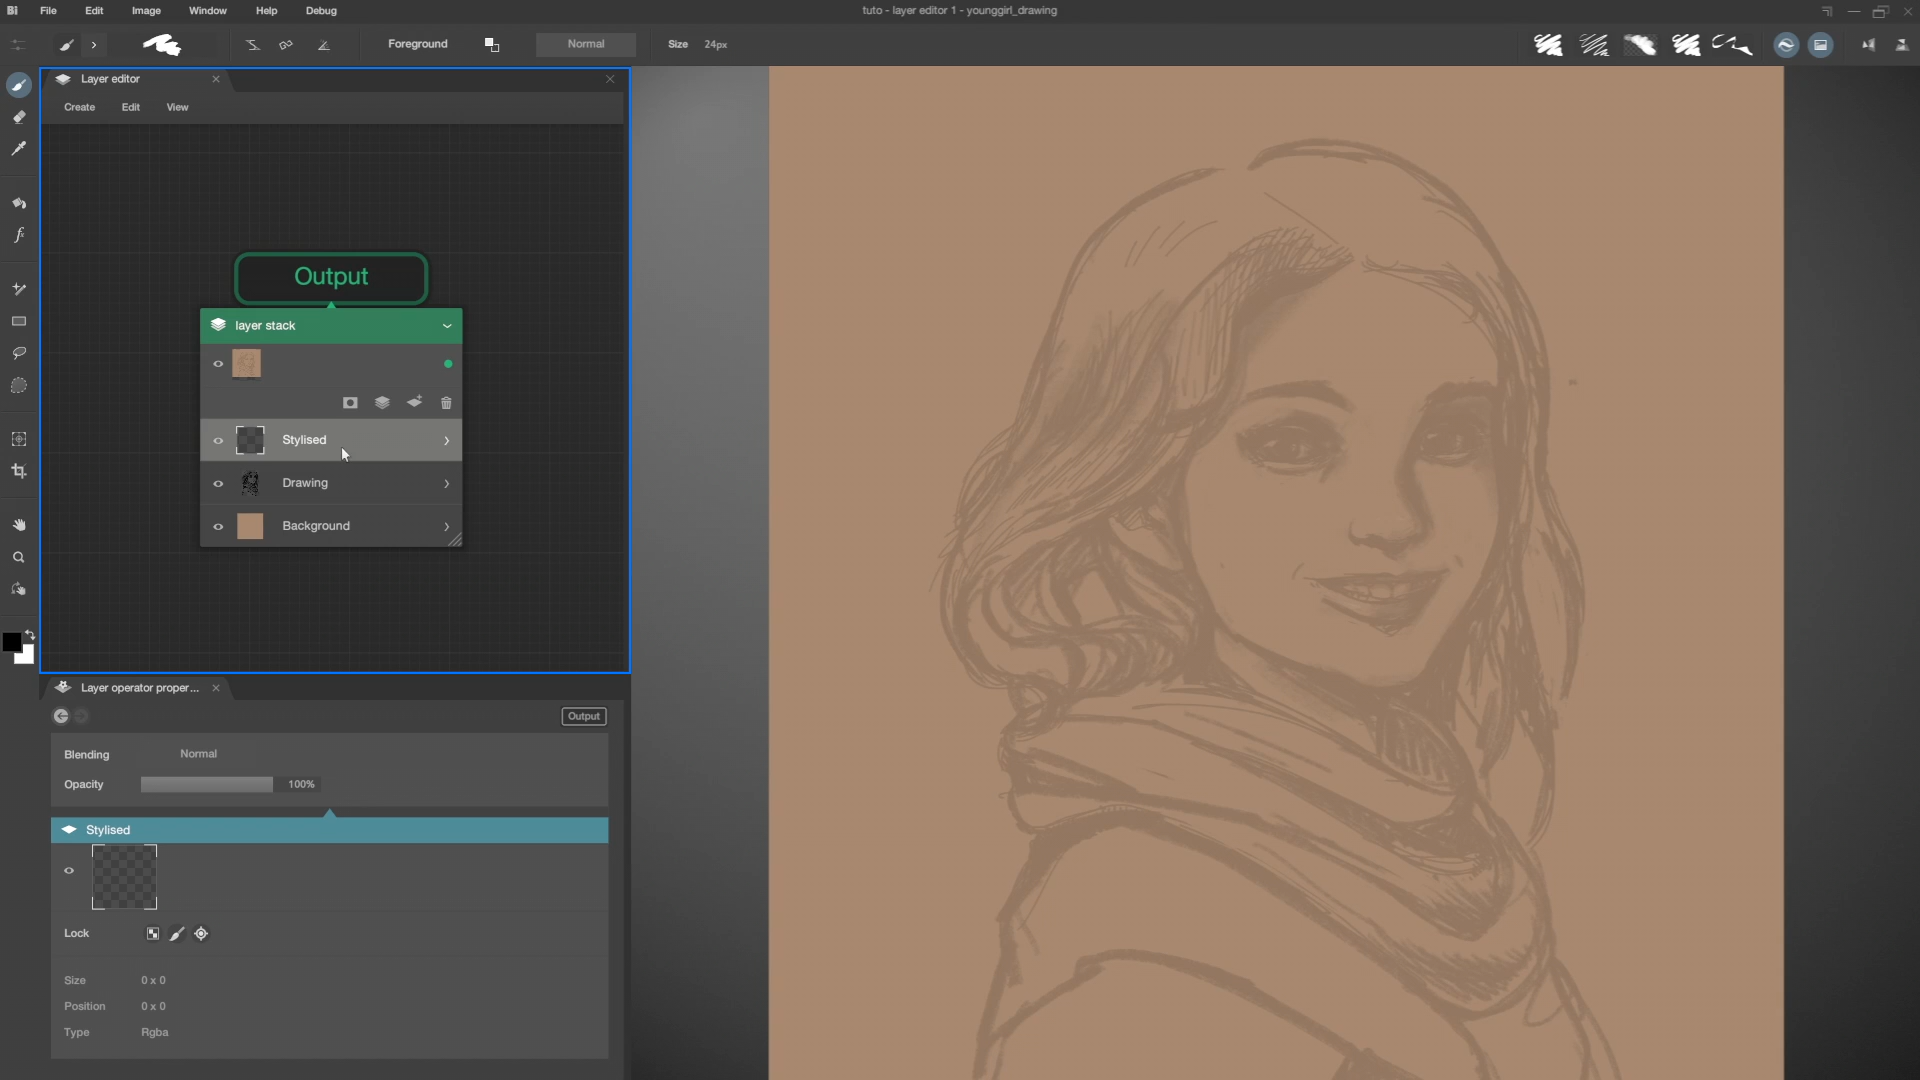 Bi File Edit Image Window Help Debug
tuto - layer editor 1 - younggirl_drawing
Foreground Normal Size 24px
Layer editor
Create Edit View
Output
layer stack
Stylised
Drawing
Background
Layer operator proper...
Output
Blending Normal
Opacity 100%
Stylised
Lock
Size 0 x 0
Position 0 x 0
Type Rgba